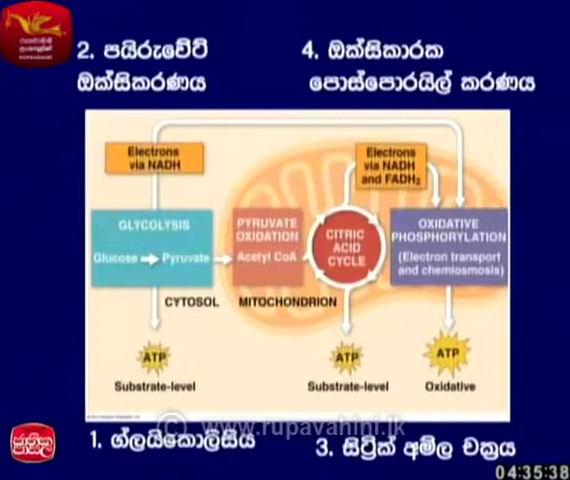 2. පයිරුවේට්
ඔක්සිකරණය
4. ඔක්සිකාරක
පොස්පොරයිල් කරණය
Electrons
via NADH
Electrons
via NADH
and FADH₂
GLYCOLYSIS
Glucose
Pyruvate
PYRUVATE
OXIDATION
Acetyl CoA
CITRIC
ACID
CYCLE
OXIDATIVE
PHOSPHORYLATION
(Electron transport
and chemiosmosis)
CYTOSOL
MITOCHONDRION
ATP
ATP
ATP
Substrate-level
Substrate-level
Oxidative
© www.rupavahini.lk
1. ග්ලයිකොලිසිය
3. සිට්‍රික් අම්ල චක්‍රය
ජාතික
පාසල
04:35:38